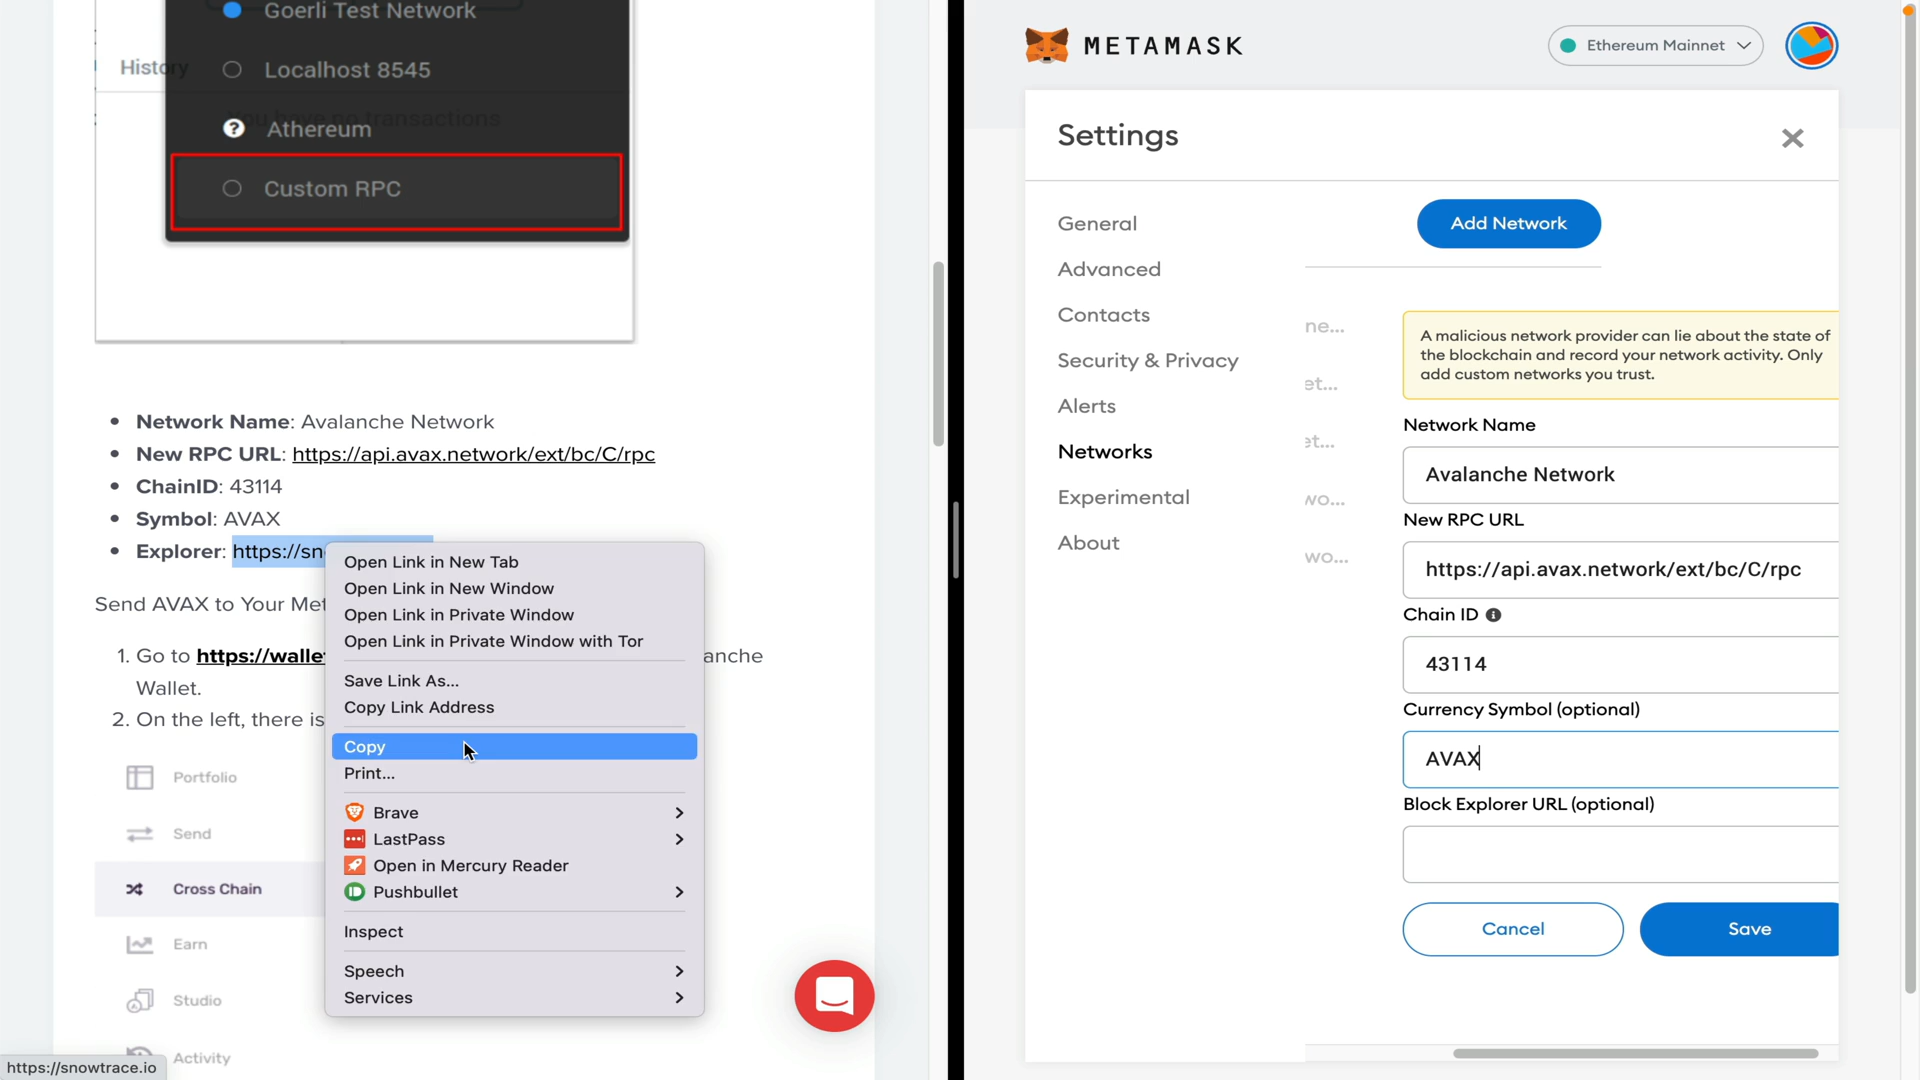 Goerli Test Network
History
Localhost 8545
You have no transactions
Athereum
Custom RPC
Network Name: Avalanche Network
New RPC URL: https://api.avax.network/ext/bc/C/rpc
ChainID: 43114
Symbol: AVAX
Explorer: https://sn
Send AVAX to Your Met
1. Go to https://walle anche
Wallet.
2. On the left, there is
Portfolio
Send
Cross Chain
Earn
Studio
Activity
https://snowtrace.io
Open Link in New Tab
Open Link in New Window
Open Link in Private Window
Open Link in Private Window with Tor
Save Link As...
Copy Link Address
Copy
Print...
Brave
LastPass
Open in Mercury Reader
Pushbullet
Inspect
Speech
Services
METAMASK
Ethereum Mainnet
Settings
General
Advanced
Contacts
Security & Privacy
Alerts
Networks
Experimental
About
Add Network
ne...
et...
et...
wo...
wo...
A malicious network provider can lie about the state of
the blockchain and record your network activity. Only
add custom networks you trust.
Network Name
Avalanche Network
New RPC URL
https://api.avax.network/ext/bc/C/rpc
Chain ID
43114
Currency Symbol (optional)
AVAX
Block Explorer URL (optional)
Cancel
Save